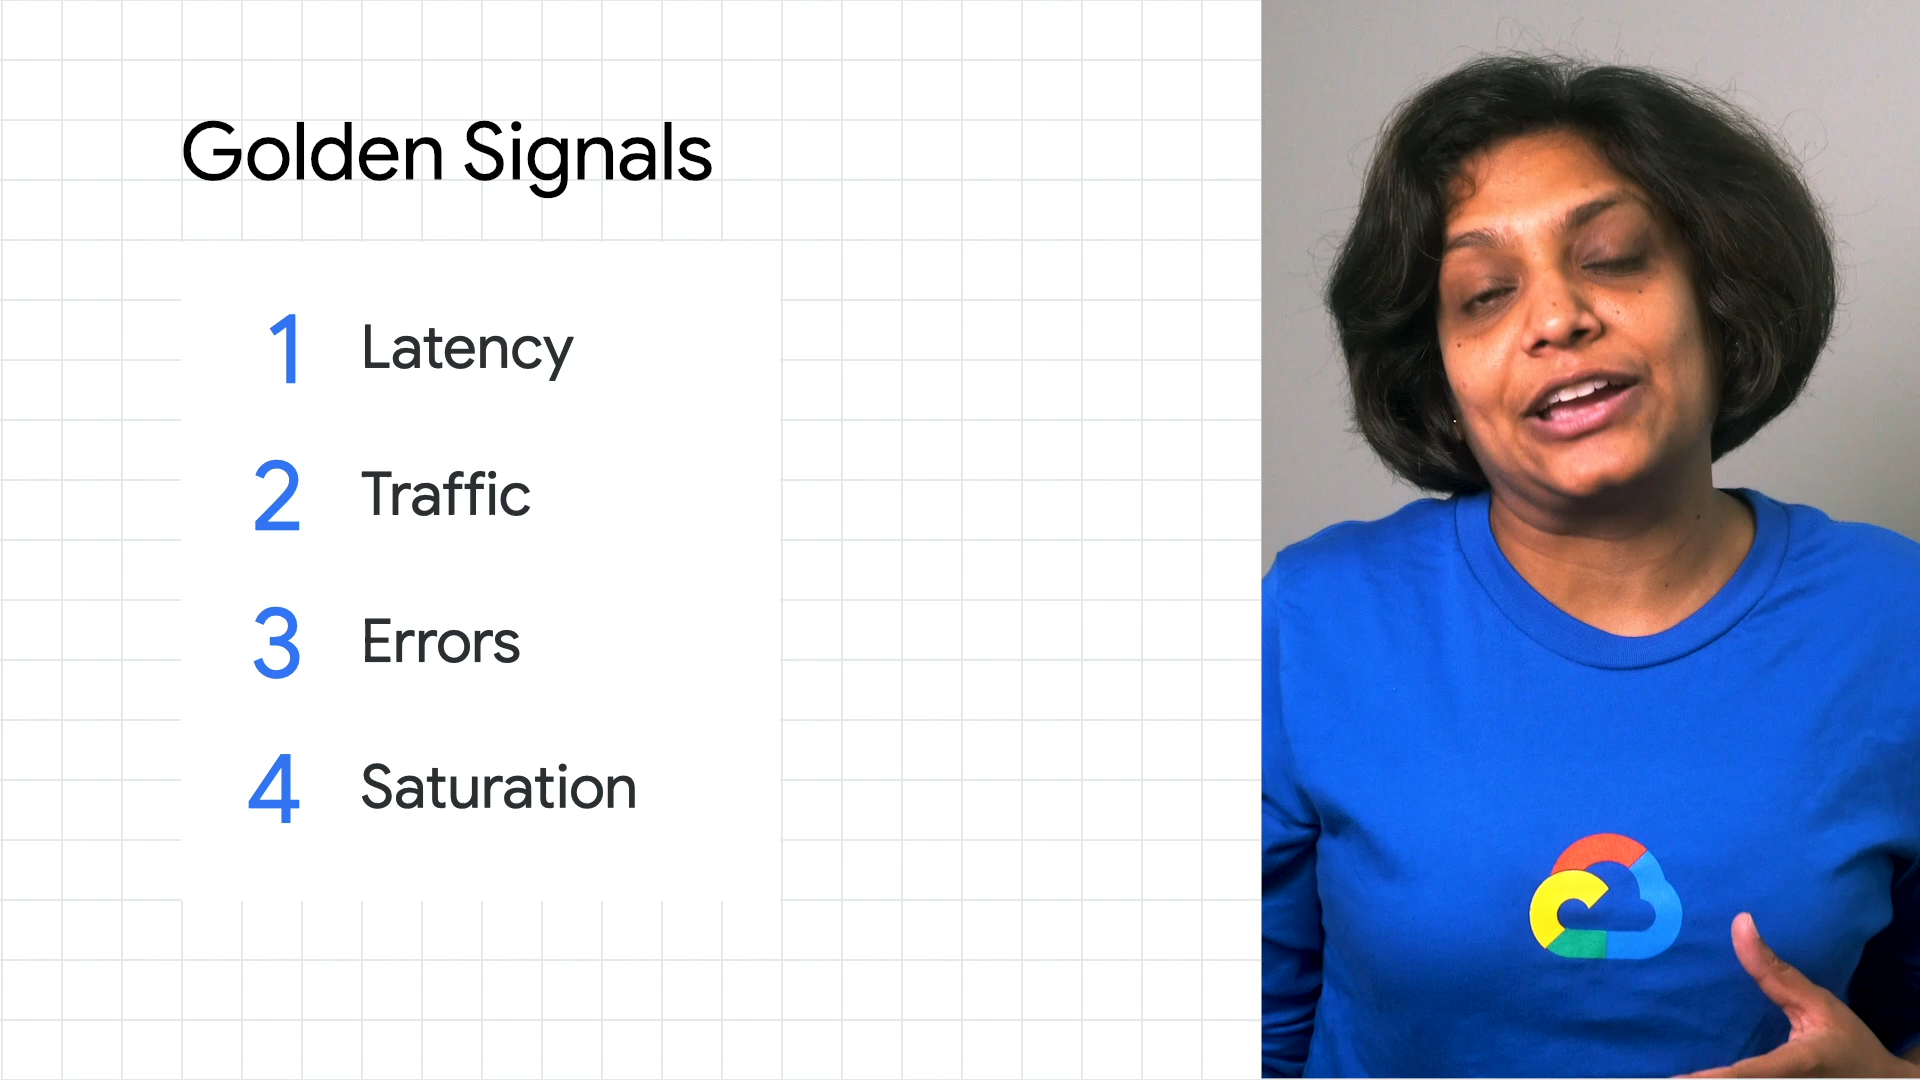 Golden Signals
1 Latency
2 Traffic
3 Errors
4 Saturation